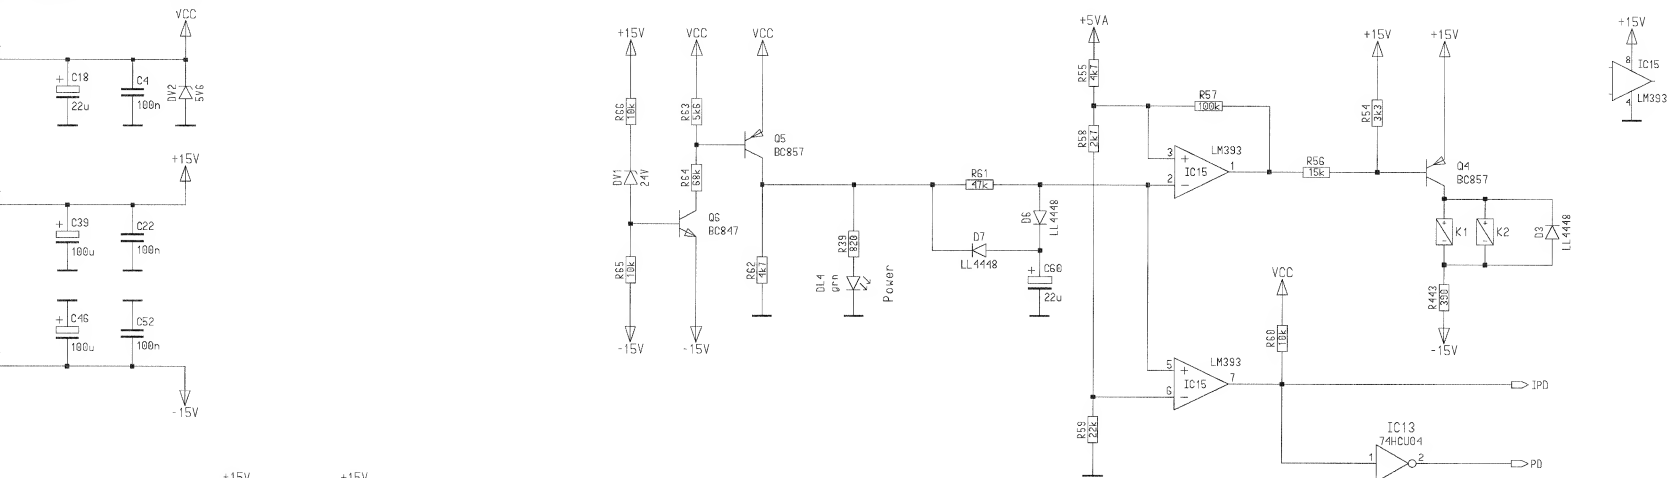 VCC
+
C18
22u
C4
100n
DV2
5V6
+15V
+
C39
100u
C22
100n
+
C46
100u
C52
100n
-15V
+15V
+15V
+15V
VCC
VCC
R66
10k
R63
5k6
Q5
BC857
DV1
24V
R64
68k
Q6
BC847
R65
10k
R62
4k7
-15V
-15V
R39
820
DL4
grn
Power
R61
47k
D7
LL4448
D6
LL4448
+
C60
22u
+5VA
R55
4k7
R58
2k7
R57
100k
3
+
2
-
IC15
LM393
1
R56
15k
+15V
R54
3k3
+15V
Q4
BC857
K1
K2
D3
LL4448
R443
390
-15V
VCC
R60
10k
5
+
6
-
IC15
LM393
7
R59
22k
IPD
IC13
74HCU04
1
2
PD
+15V
8
IC15
4
LM393